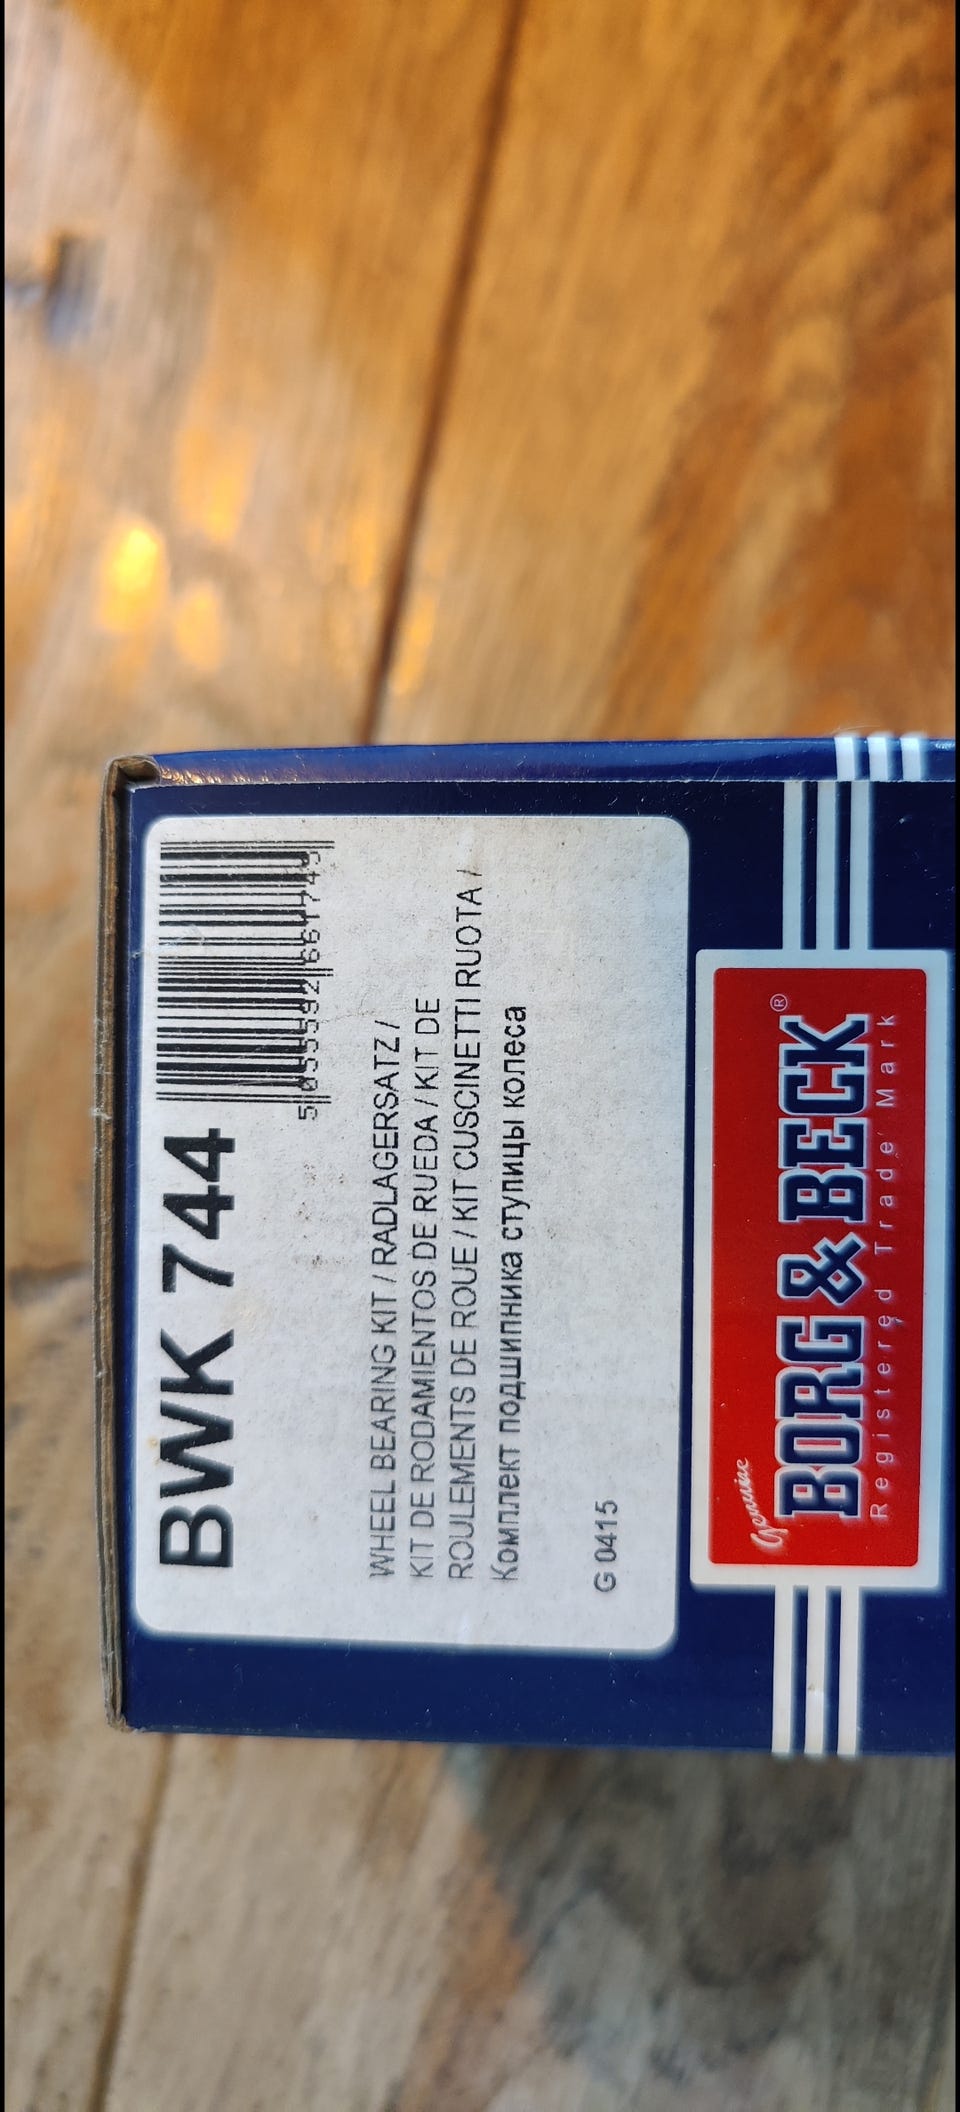 BWK 744
WHEEL BEARING KIT / RADLAGERSATZ /
KIT DE RODAMIENTOS DE RUEDA / KIT DE
ROULEMENTS DE ROUE / KIT CUSCINETTI RUOTA /
Комплект подшипника ступицы колеса
G 0415
Genuine
BORG & BECK®
Registered Trade Mark